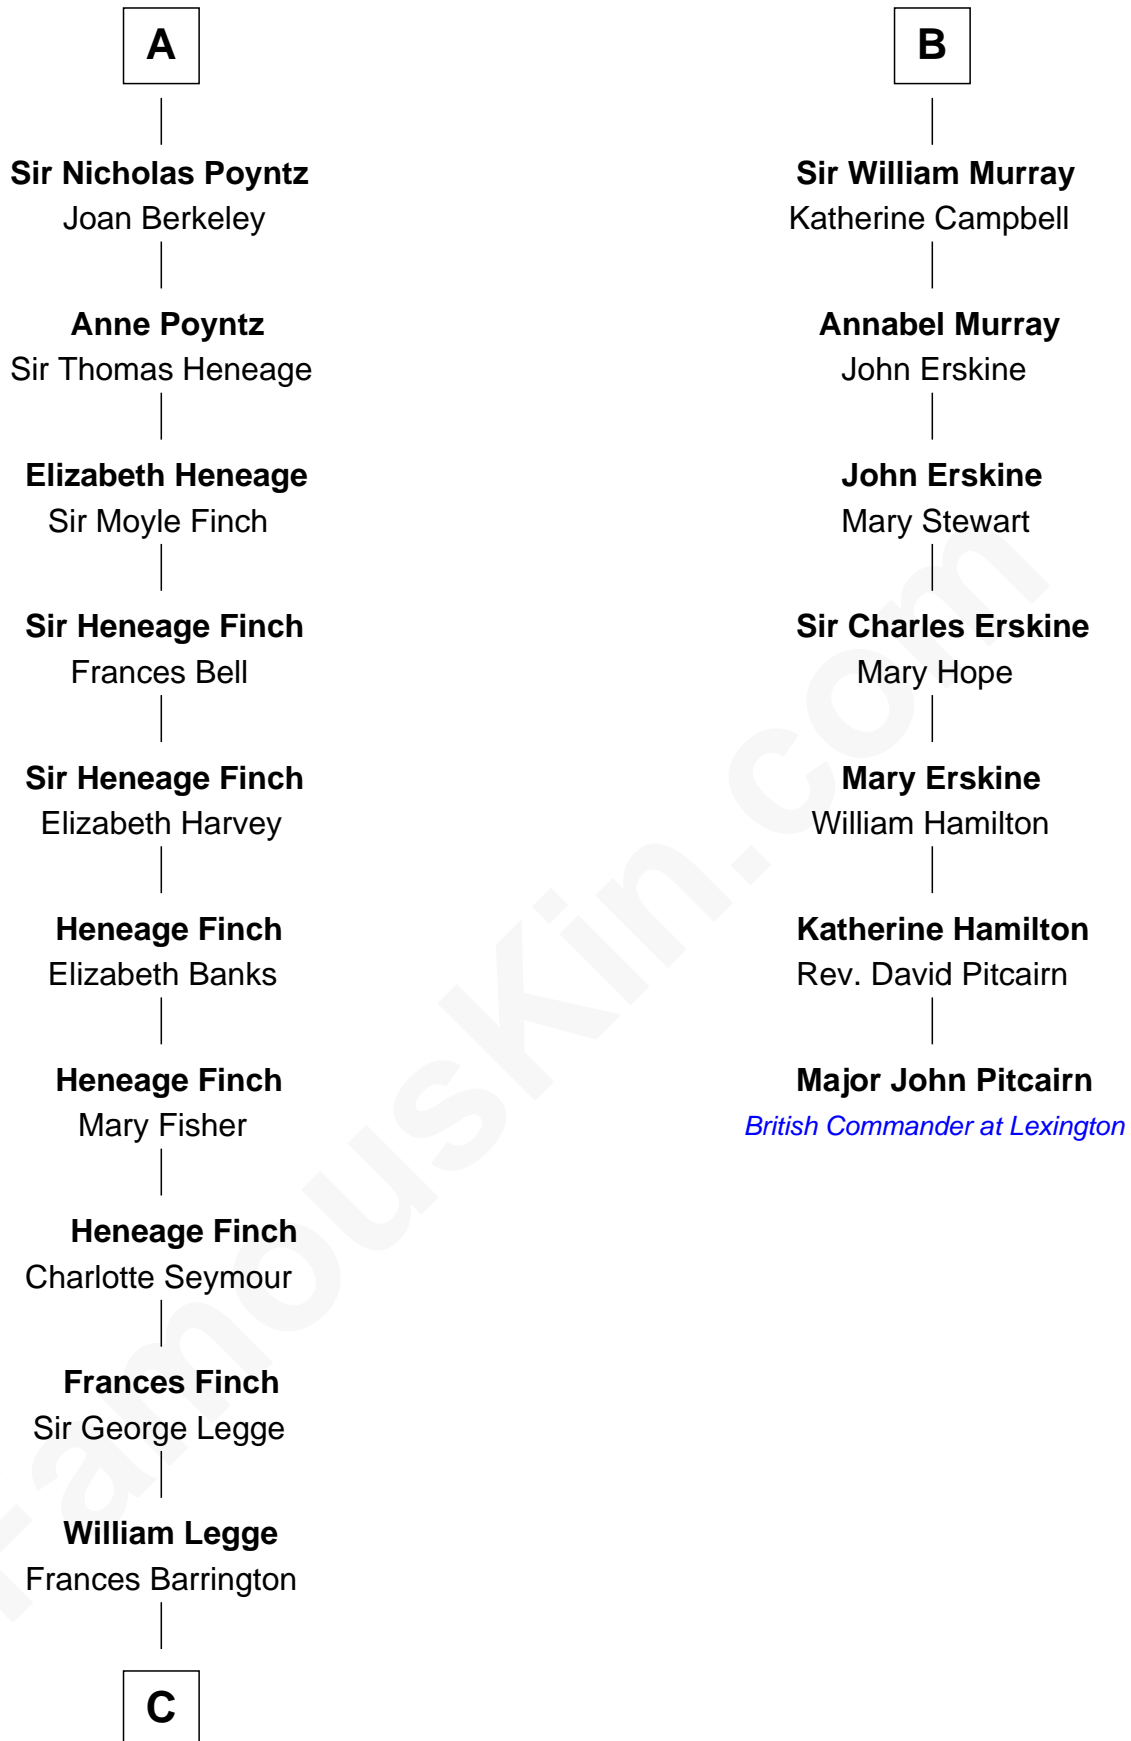 A
Sir Nicholas Poyntz
Joan Berkeley
Anne Poyntz
Sir Thomas Heneage
Elizabeth Heneage
Sir Moyle Finch
Sir Heneage Finch
Frances Bell
Sir Heneage Finch
Elizabeth Harvey
Heneage Finch
Elizabeth Banks
Heneage Finch
Mary Fisher
Heneage Finch
Charlotte Seymour
Frances Finch
Sir George Legge
William Legge
Frances Barrington
C
B
Sir William Murray
Katherine Campbell
Annabel Murray
John Erskine
John Erskine
Mary Stewart
Sir Charles Erskine
Mary Hope
Mary Erskine
William Hamilton
Katherine Hamilton
Rev. David Pitcairn
Major John Pitcairn
British Commander at Lexington
FamousKin.com